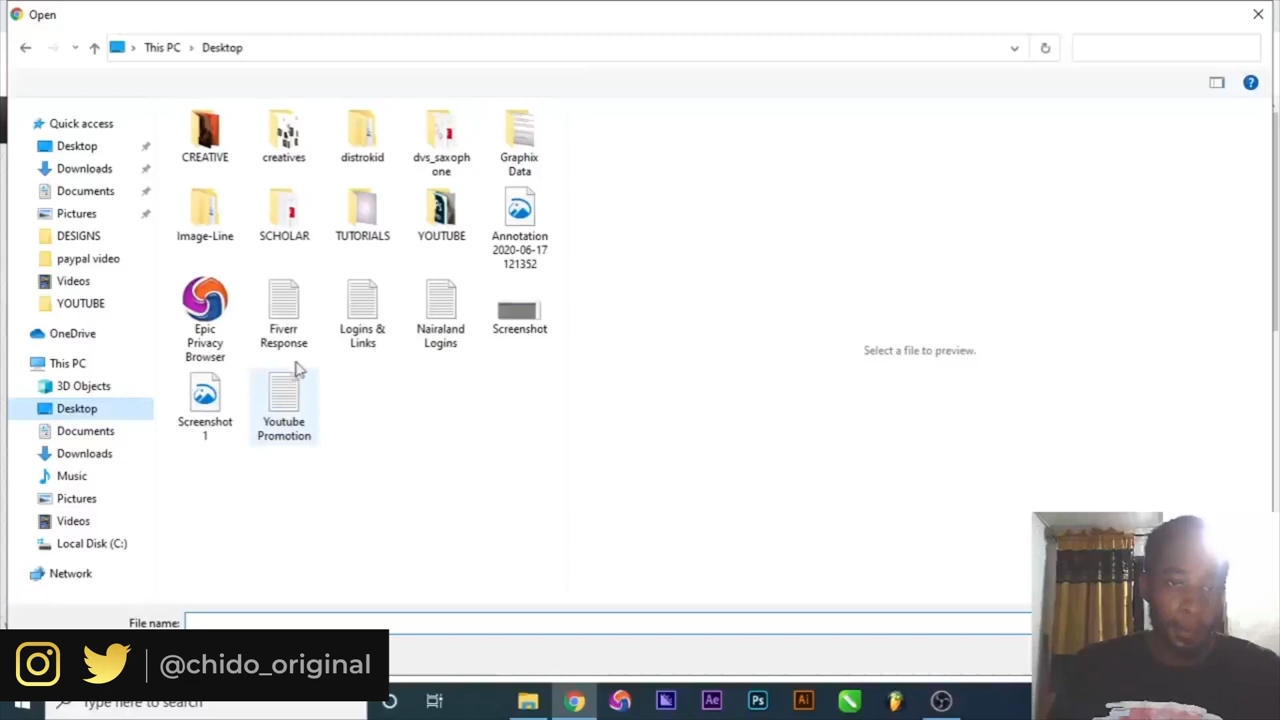 Open
This PC
Desktop
Quick access
Desktop
Downloads
Documents
Pictures
DESIGNS
paypal video
Videos
YOUTUBE
OneDrive
This PC
3D Objects
Desktop
Documents
Downloads
Music
Pictures
Videos
Local Disk (C:)
Network
CREATIVE
creatives
distrokid
dvs_saxoph
one
Graphix
Data
Image-Line
SCHOLAR
TUTORIALS
YOUTUBE
Annotation
2020-06-17
121352
Epic
Privacy
Browser
Fiverr
Response
Logins &
Links
Nairaland
Logins
Screenshot
Screenshot
1
Youtube
Promotion
Select a file to preview.
File name:
@chido_original
Type here to search
Ae
Ps
Ai